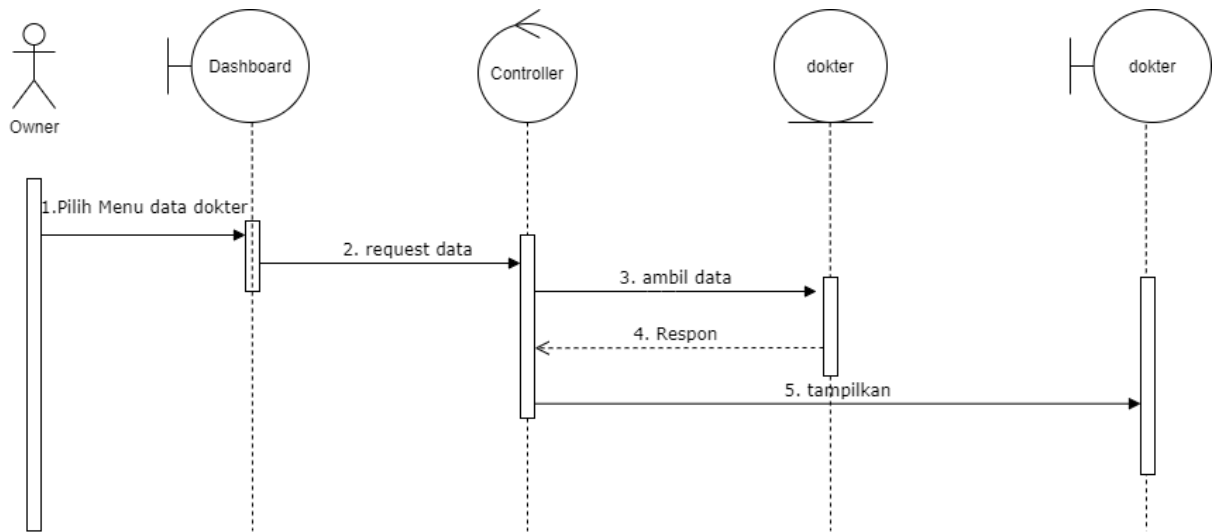 Owner
Dashboard
Controller
dokter
dokter
1.Pilih Menu data dokter
2. request data
3. ambil data
4. Respon
5. tampilkan